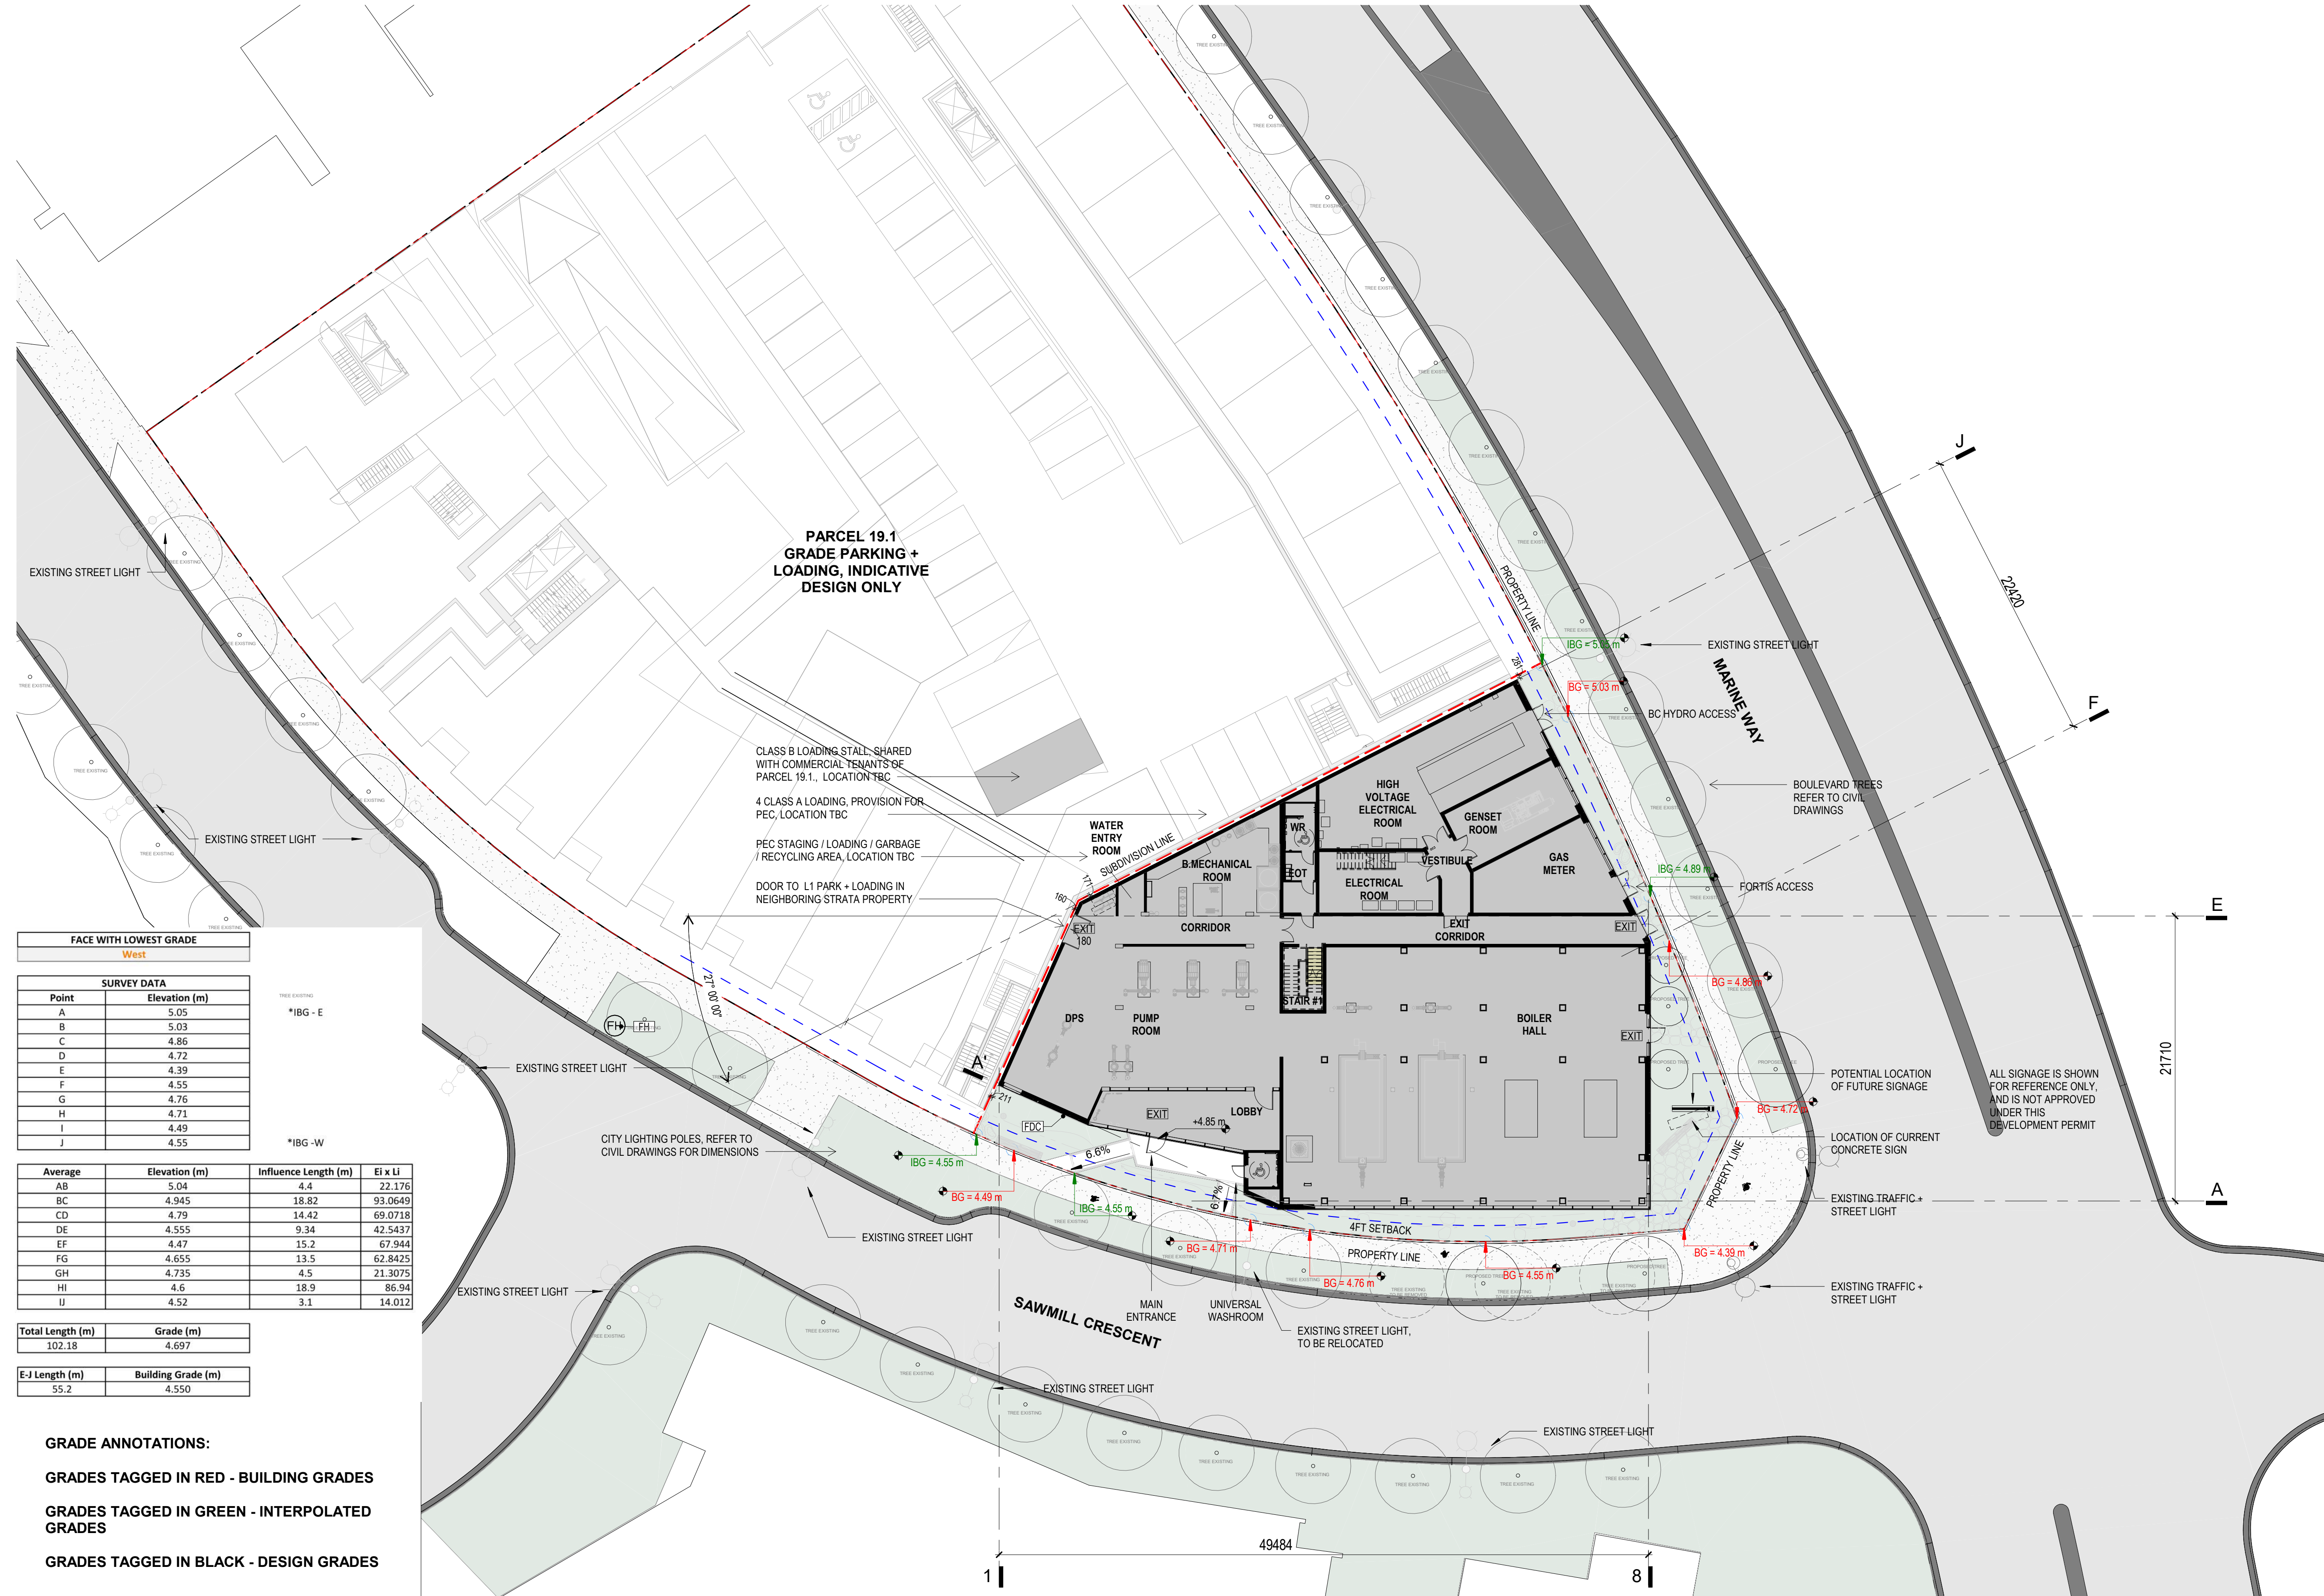 PARCEL 19.1
GRADE PARKING +
LOADING, INDICATIVE
DESIGN ONLY
EXISTING STREET LIGHT
EXISTING STREET LIGHT
EXISTING STREET LIGHT
EXISTING STREET LIGHT
EXISTING STREET LIGHT
EXISTING STREET LIGHT
EXISTING STREET LIGHT
EXISTING STREET LIGHT
CLASS B LOADING STALL, SHARED
WITH COMMERCIAL TENANTS OF
PARCEL 19.1., LOCATION TBC
4 CLASS A LOADING, PROVISION FOR
PEC, LOCATION TBC
PEC STAGING / LOADING / GARBAGE
/ RECYCLING AREA, LOCATION TBC
DOOR TO L1 PARK + LOADING IN
NEIGHBORING STRATA PROPERTY
CITY LIGHTING POLES, REFER TO
CIVIL DRAWINGS FOR DIMENSIONS
27° 00' 00"
WATER
ENTRY
ROOM
SUBDIVISION LINE
171
160
281
211
180
B.MECHANICAL
ROOM
WR
EOT
HIGH
VOLTAGE
ELECTRICAL
ROOM
GENSET
ROOM
GAS
METER
VESTIBULE
ELECTRICAL
ROOM
CORRIDOR
EXIT
CORRIDOR
EXIT
EXIT
EXIT
EXIT
STAIR #1
DPS
PUMP
ROOM
BOILER
HALL
LOBBY
+4.85 m
FDC
FH
FH
A'
6.6%
6.7%
IBG = 5.05 m
BG = 5.03 m
IBG = 4.89 m
BG = 4.86 m
BG = 4.72 m
BG = 4.39 m
BG = 4.55 m
BG = 4.76 m
BG = 4.71 m
IBG = 4.55 m
BG = 4.49 m
IBG = 4.55 m
4FT SETBACK
PROPERTY LINE
PROPERTY LINE
PROPERTY LINE
MAIN
ENTRANCE
UNIVERSAL
WASHROOM
EXISTING STREET LIGHT,
TO BE RELOCATED
SAWMILL CRESCENT
MARINE WAY
BC HYDRO ACCESS
BOULEVARD TREES
REFER TO CIVIL
DRAWINGS
FORTIS ACCESS
POTENTIAL LOCATION
OF FUTURE SIGNAGE
LOCATION OF CURRENT
CONCRETE SIGN
EXISTING TRAFFIC +
STREET LIGHT
EXISTING TRAFFIC +
STREET LIGHT
ALL SIGNAGE IS SHOWN
FOR REFERENCE ONLY,
AND IS NOT APPROVED
UNDER THIS
DEVELOPMENT PERMIT
J
F
22420
E
A
21710
49484
1
8
TREE EXISTING
PROPOSED TREE
FACE WITH LOWEST GRADE
West
SURVEY DATA
Point Elevation (m)
A 5.05 *IBG - E
B 5.03
C 4.86
D 4.72
E 4.39
F 4.55
G 4.76
H 4.71
I 4.49
J 4.55 *IBG -W
Average Elevation (m) Influence Length (m) Ei x Li
AB 5.04 4.4 22.176
BC 4.945 18.82 93.0649
CD 4.79 14.42 69.0718
DE 4.555 9.34 42.5437
EF 4.47 15.2 67.944
FG 4.655 13.5 62.8425
GH 4.735 4.5 21.3075
HI 4.6 18.9 86.94
IJ 4.52 3.1 14.012
Total Length (m) Grade (m)
102.18 4.697
E-J Length (m) Building Grade (m)
55.2 4.550
GRADE ANNOTATIONS:
GRADES TAGGED IN RED - BUILDING GRADES
GRADES TAGGED IN GREEN - INTERPOLATED
GRADES
GRADES TAGGED IN BLACK - DESIGN GRADES